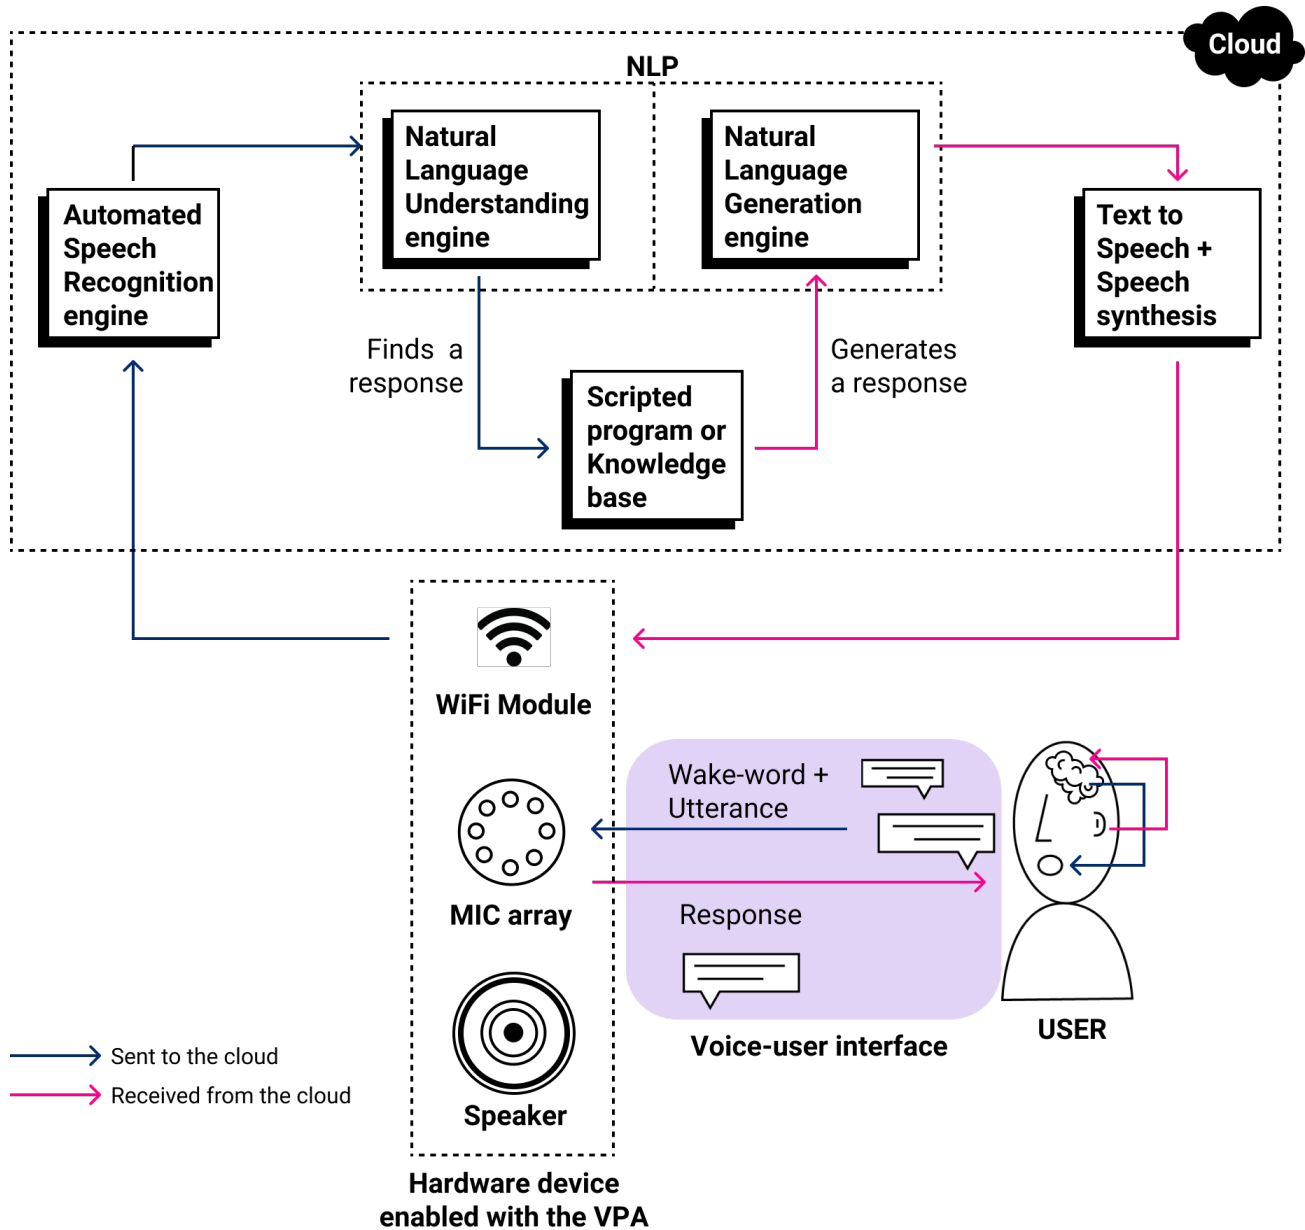 Cloud
NLP
Natural
Language
Understanding
engine
Natural
Language
Generation
engine
Automated
Speech
Recognition
engine
Text to
Speech +
Speech
synthesis
Finds a
response
Generates
a response
Scripted
program or
Knowledge
base
WiFi Module
Wake-word +
Utterance
MIC array
Response
USER
Voice-user interface
Sent to the cloud
Received from the cloud
Speaker
Hardware device
enabled with the VPA